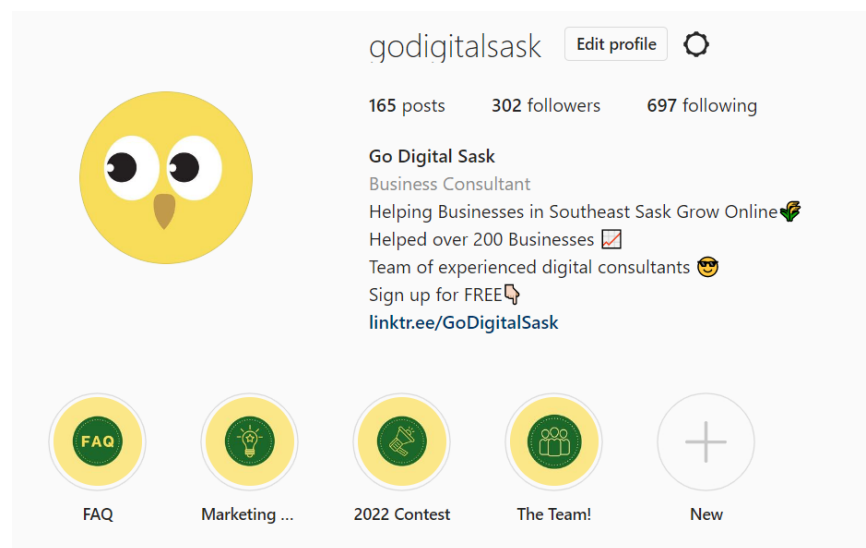 godigitalsask Edit profile
165 posts 302 followers 697 following
Go Digital Sask
Business Consultant
Helping Businesses in Southeast Sask Grow Online🌾
Helped over 200 Businesses 📈
Team of experienced digital consultants 😎
Sign up for FREE👇🏻
linktr.ee/GoDigitalSask
FAQ
FAQ Marketing ... 2022 Contest The Team! New